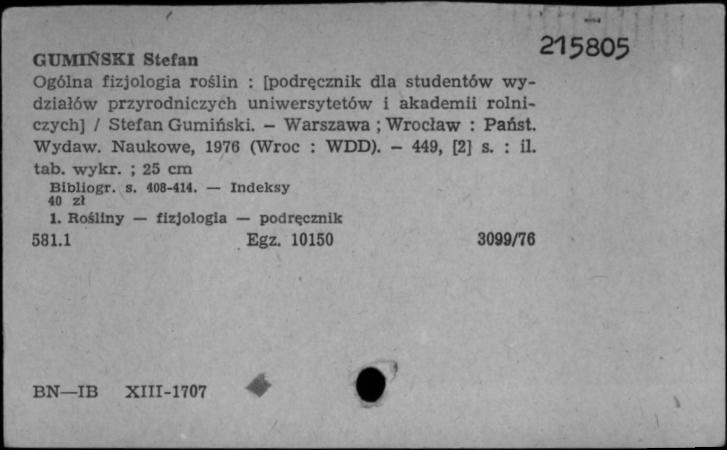 215805
GUMIŃSKI Stefan
Ogólna fizjologia roślin : [podręcznik dla studentów wy-
działów przyrodniczych uniwersytetów i akademii rolni-
czych] / Stefan Gumiński. — Warszawa ; Wrocław : Państ.
Wydaw. Naukowe, 1976 (Wroc : WDD). — 449, [2] s. : il.
tab. wykr. ; 25 cm
Bibliogr. s. 408-414. — Indeksy
40 zł
1. Rośliny — fizjologia — podręcznik
581.1 Egz. 10150 3099/76
BN—IB XIII-1707